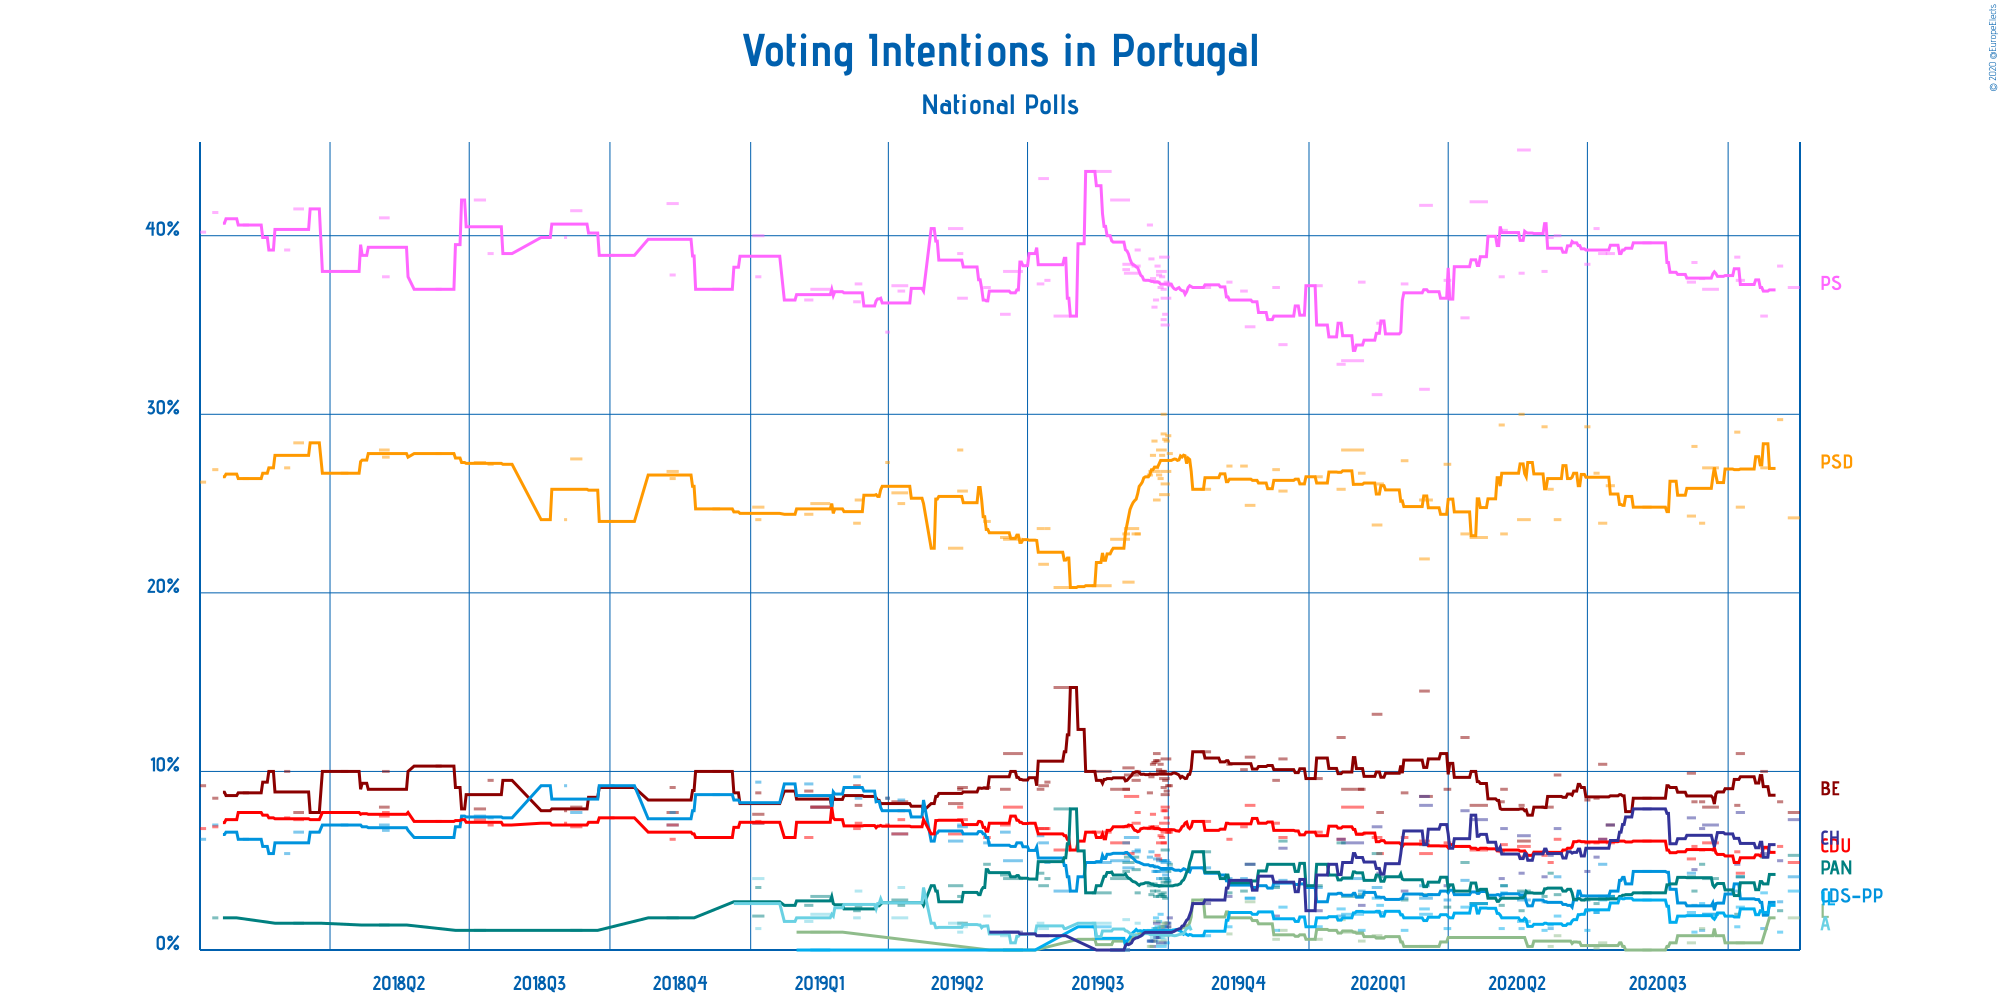 © 2020 @EuropeElects
Voting Intentions in Portugal
National Polls
40%
30%
20%
10%
0%
PS
PSD
BE
CH
CDU
PAN
CDS-PP
IL
L
A
2018Q2 2018Q3 2018Q4 2019Q1 2019Q2 2019Q3 2019Q4 2020Q1 2020Q2 2020Q3